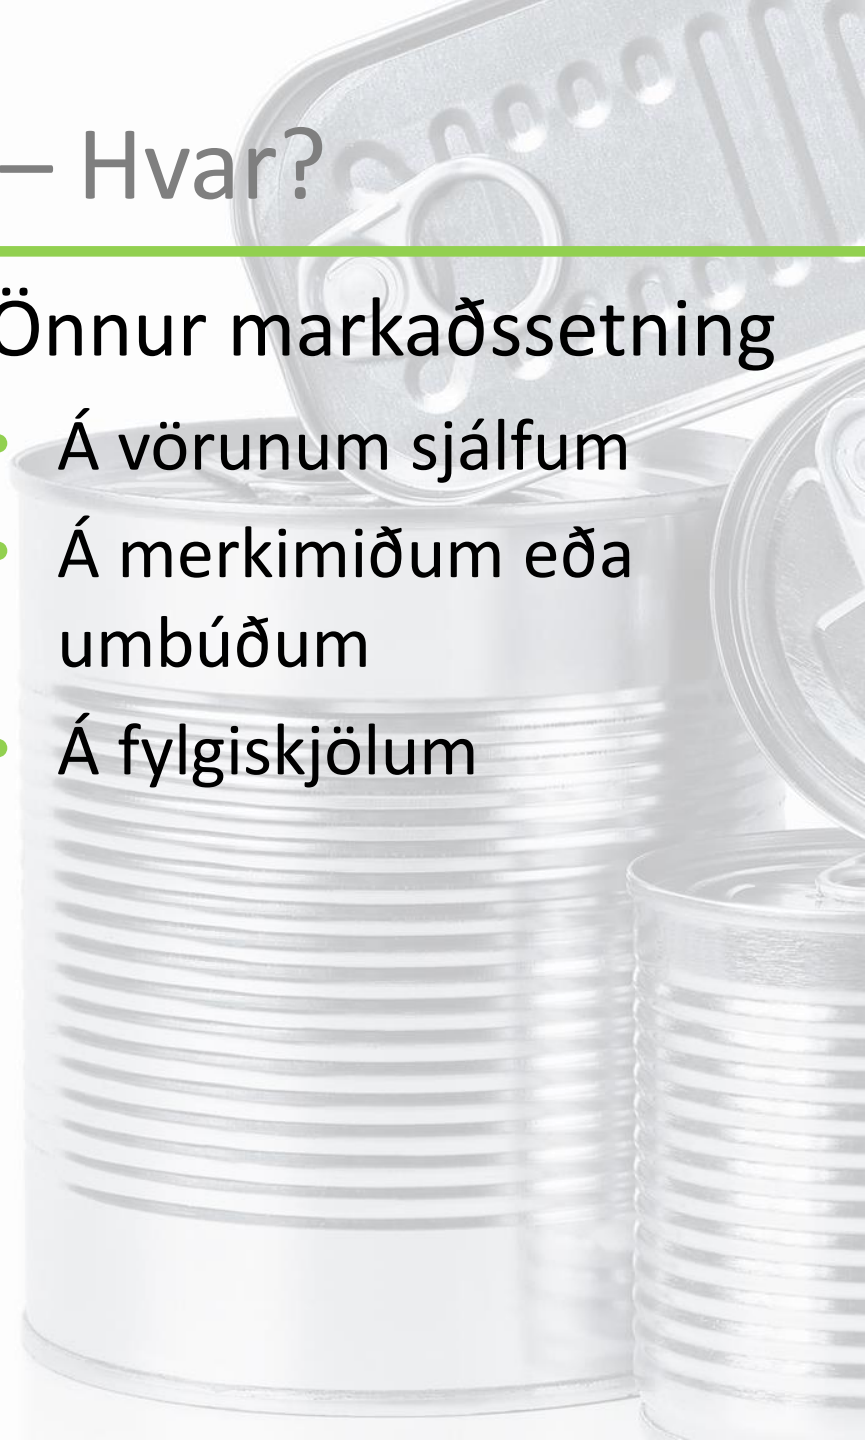 – Hvar?
Önnur markaðssetning
• Á vörunum sjálfum
• Á merkimiðum eða
umbúðum
• Á fylgiskjölum